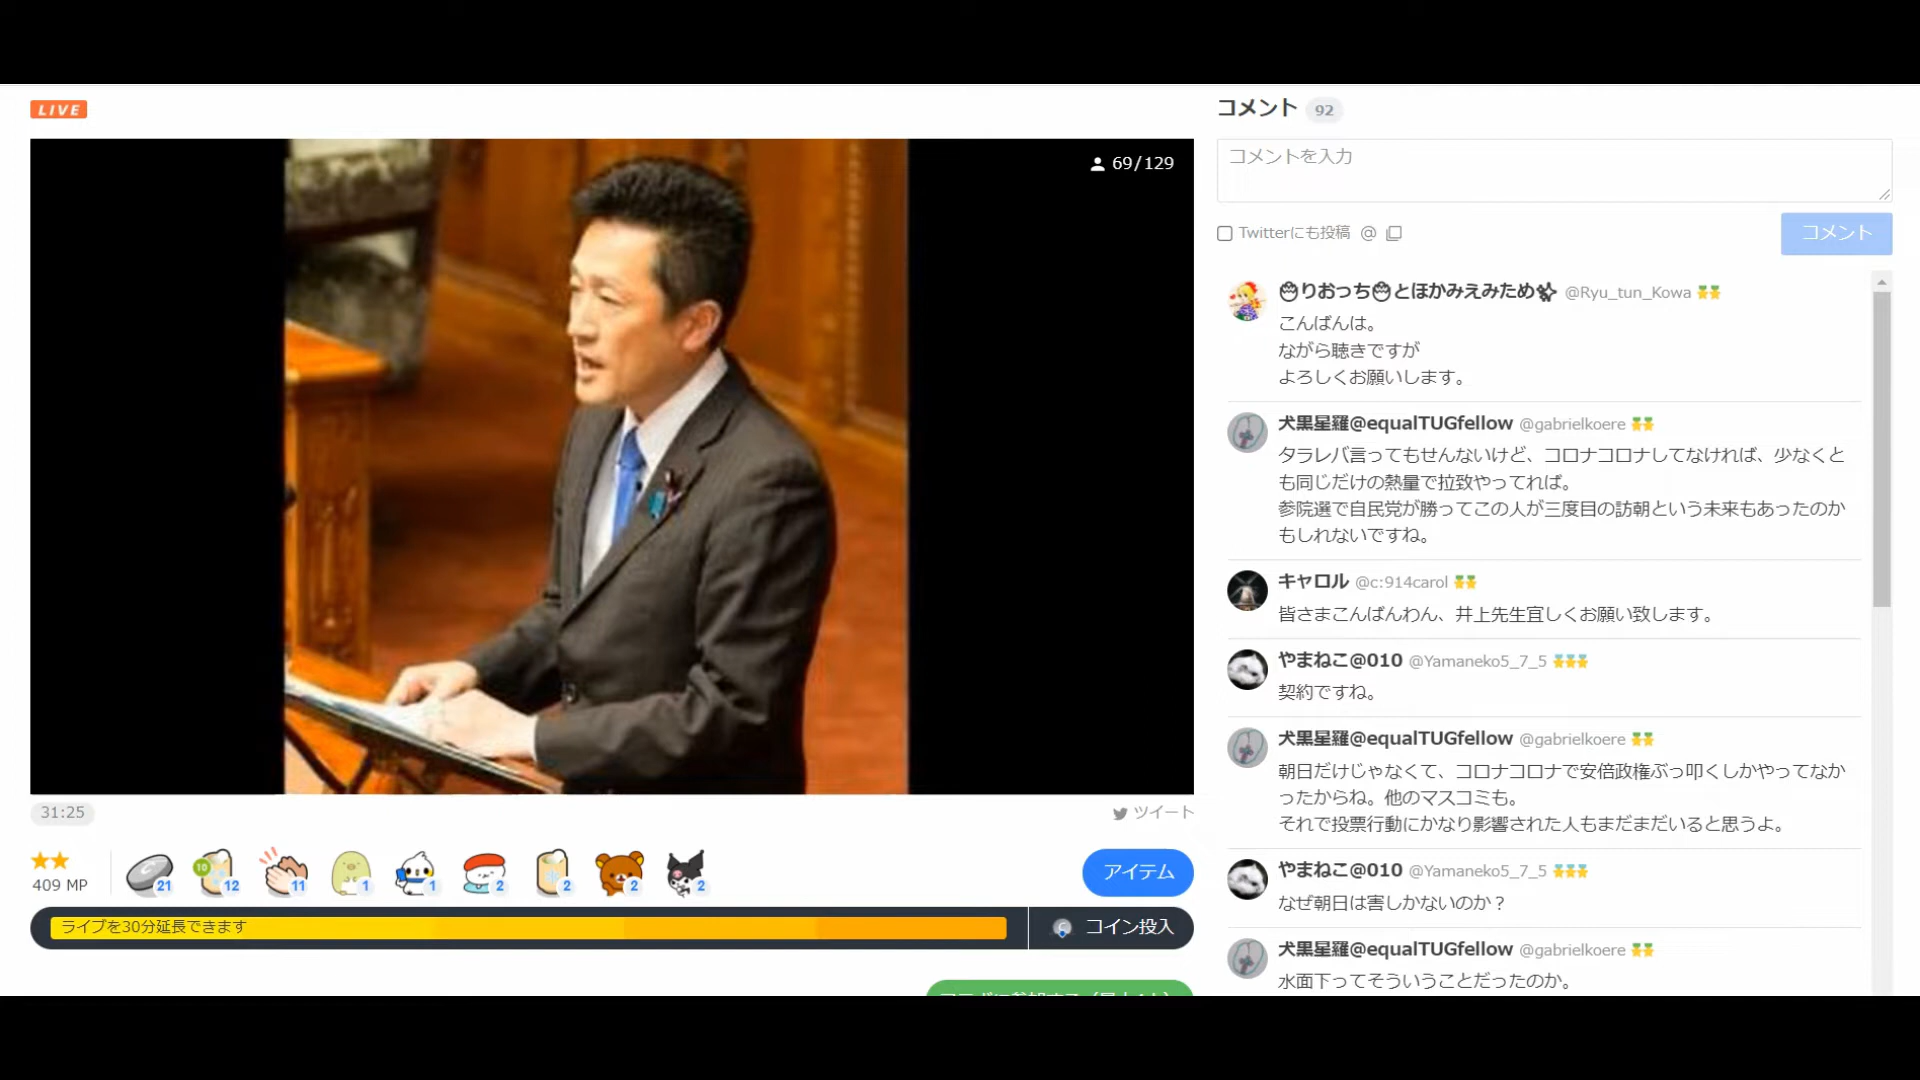 LIVE
69/129
31:25
ツイート
409 MP
21
10
12
11
1
1
2
2
2
2
アイテム
ライブを30分延長できます
コイン投入
コメント 92
コメントを入力
Twitterにも投稿 @
コメント
りおっち とほかみえみため @Ryu_tun_Kowa
こんばんは。
ながら聴きですが
よろしくお願いします。
犬黒星羅@equalTUGfellow @gabrielkoere
タラレバ言ってもせんないけど、コロナコロナしてなければ、少なくと
も同じだけの熱量で拉致やってれば。
参院選で自民党が勝ってこの人が三度目の訪朝という未来もあったのか
もしれないですね。
キャロル @c:914carol
皆さまこんばんわん、井上先生宜しくお願い致します。
やまねこ@010 @Yamaneko5_7_5
契約ですね。
犬黒星羅@equalTUGfellow @gabrielkoere
朝日だけじゃなくて、コロナコロナで安倍政権ぶっ叩くしかやってなか
ったからね。他のマスコミも。
それで投票行動にかなり影響された人もまだまだいると思うよ。
やまねこ@010 @Yamaneko5_7_5
なぜ朝日は害しかないのか？
犬黒星羅@equalTUGfellow @gabrielkoere
水面下ってそういうことだったのか。